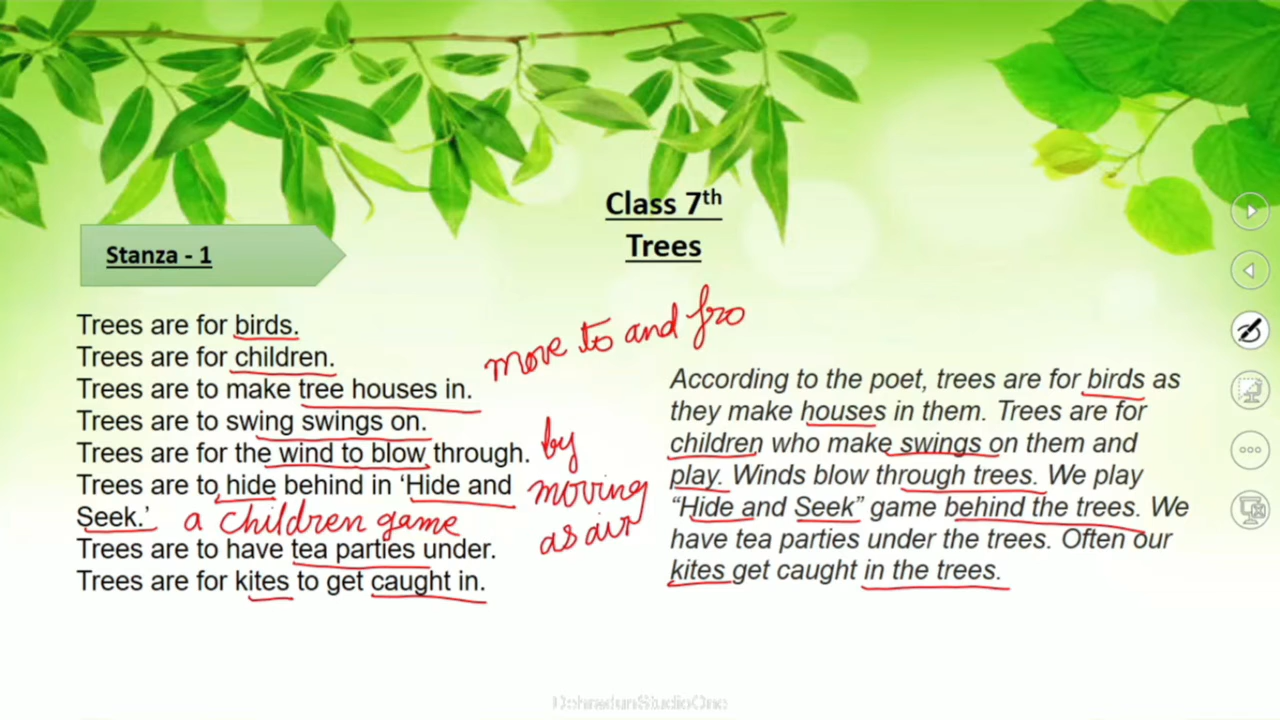 Class 7th
Trees
Stanza - 1
Trees are for birds.
Trees are for children.
Trees are to make tree houses in.
Trees are to swing swings on.
Trees are for the wind to blow through.
Trees are to hide behind in ‘Hide and
Seek.’ a children game
Trees are to have tea parties under.
Trees are for kites to get caught in.
move to and fro
by
moving
as air
According to the poet, trees are for birds as
they make houses in them. Trees are for
children who make swings on them and
play. Winds blow through trees. We play
“Hide and Seek” game behind the trees. We
have tea parties under the trees. Often our
kites get caught in the trees.
DehradunStudioOne